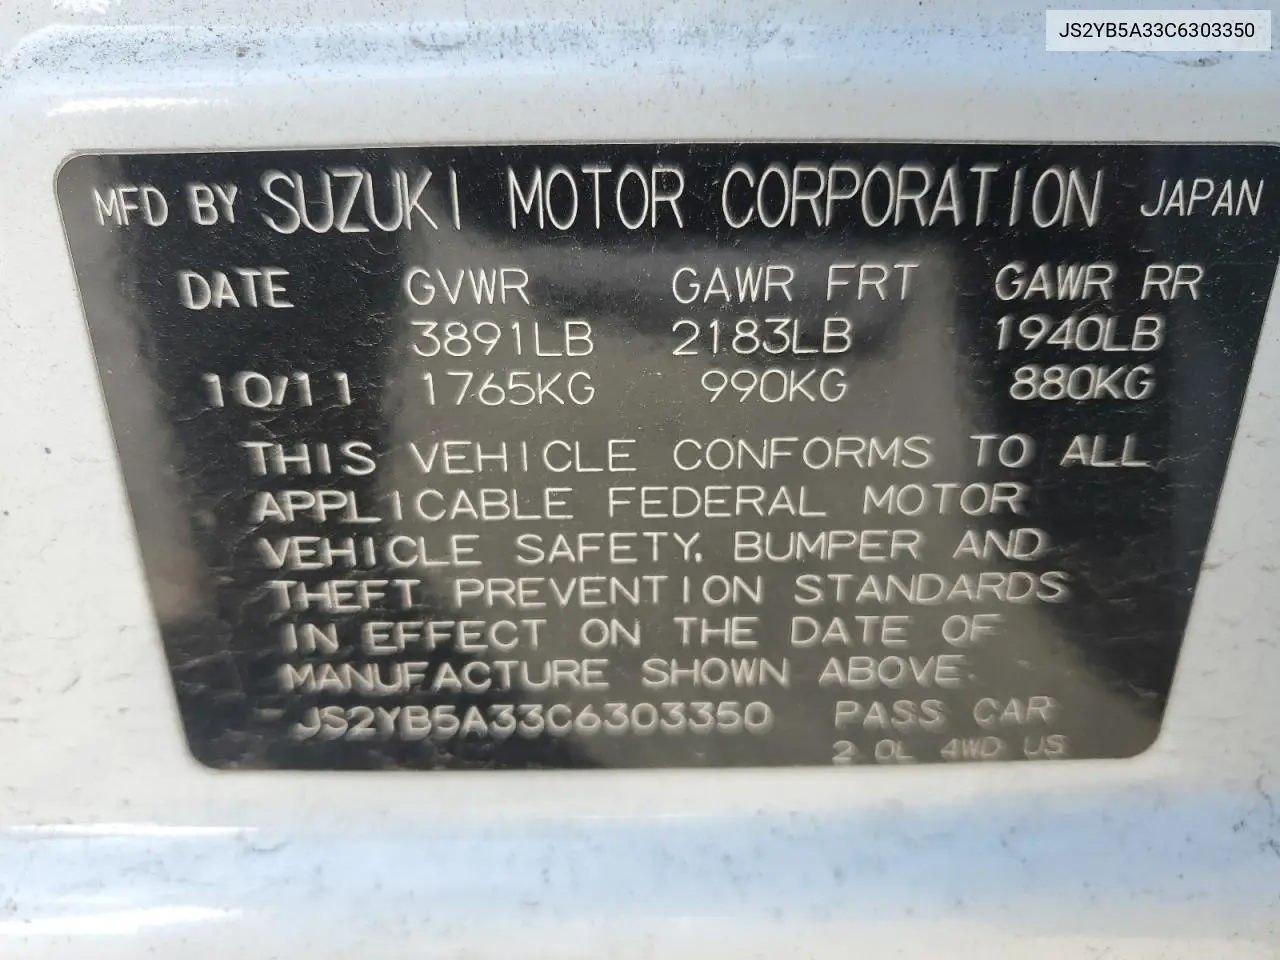 JS2YB5A33C6303350
MFD BY SUZUKI MOTOR CORPORATION JAPAN
DATE GVWR GAWR FRT GAWR RR
3891LB 2183LB 1940LB
10/11 1765KG 990KG 880KG
THIS VEHICLE CONFORMS TO ALL
APPLICABLE FEDERAL MOTOR
VEHICLE SAFETY, BUMPER AND
THEFT PREVENTION STANDARDS
IN EFFECT ON THE DATE OF
MANUFACTURE SHOWN ABOVE.
JS2YB5A33C6303350 PASS CAR
2.0L 4WD US